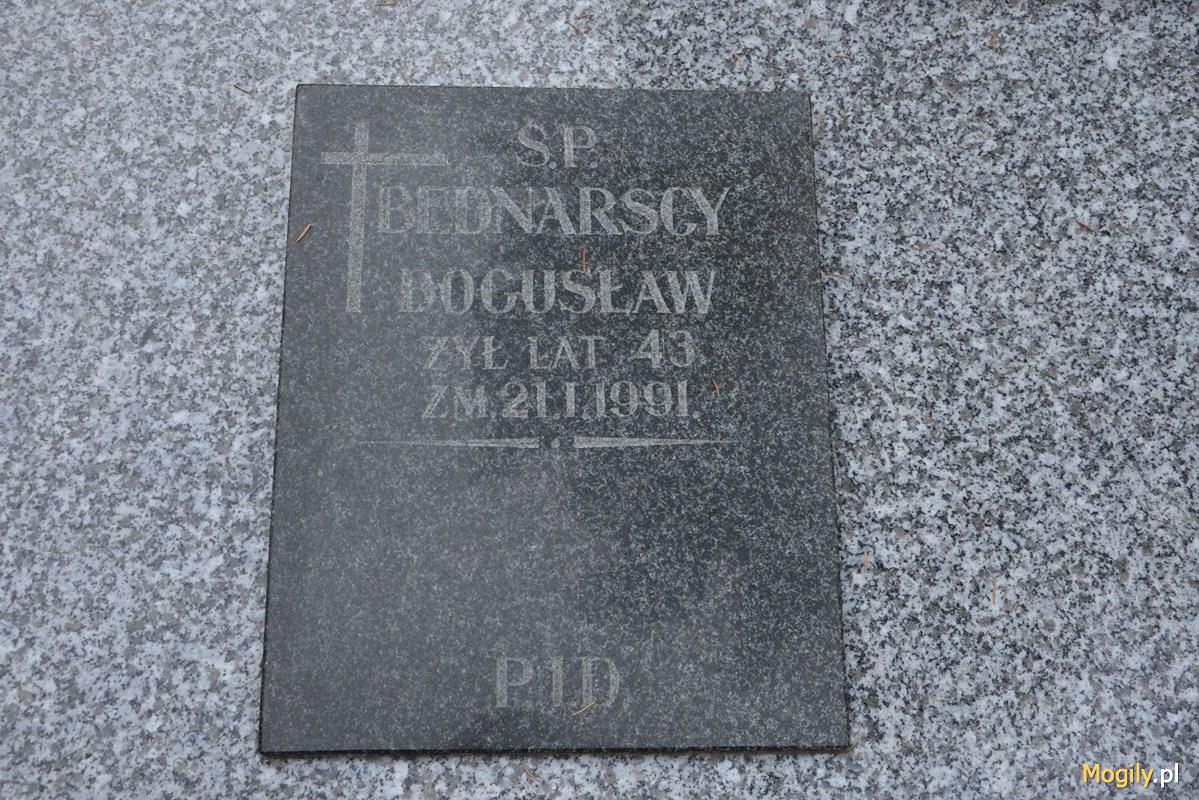 Ś.P.
BEDNARSCY
BOGUSŁAW
ŻYŁ LAT 43
ZM.21.I.1991.
P.I.D
Mogily.pl